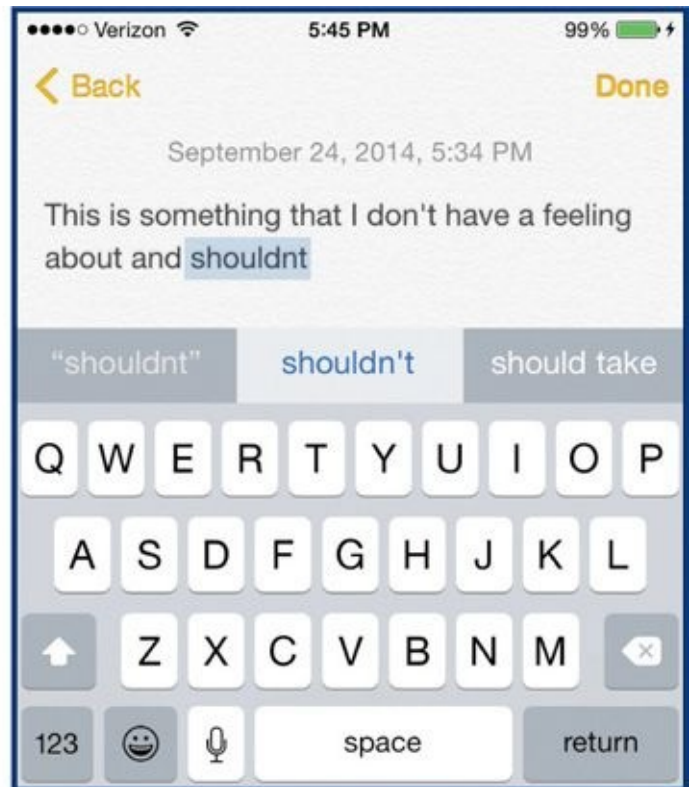 Verizon 5:45 PM 99%
Back Done
September 24, 2014, 5:34 PM
This is something that I don't have a feeling
about and shouldnt
“shouldnt” shouldn't should take
Q W E R T Y U I O P
A S D F G H J K L
Z X C V B N M
123 space return